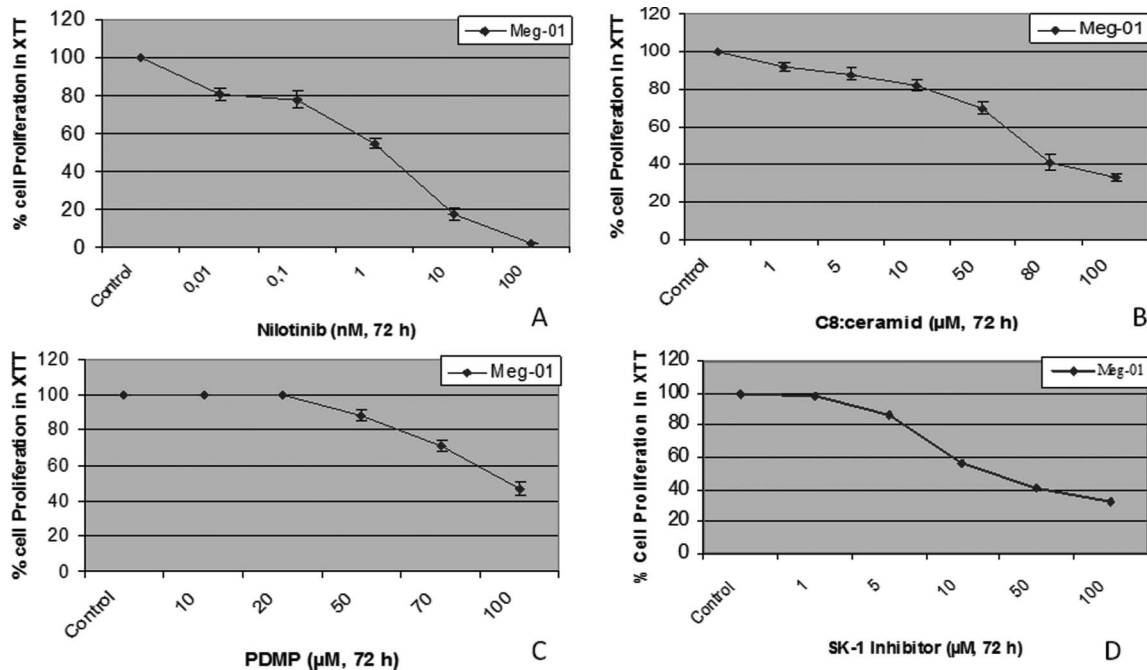 % cell Proliferation in XTT
120
100
80
60
40
20
0
Meg-01
Control
0,01
0,1
1
10
100
Nilotinib (nM, 72 h)
A
% cell Proliferation in XTT
120
100
80
60
40
20
0
Meg-01
Control
1
5
10
50
80
100
C8:ceramid (µM, 72 h)
B
% cell Proliferation in XTT
120
100
80
60
40
20
0
Meg-01
Control
10
20
50
70
100
PDMP (µM, 72 h)
C
% Cell Proliferation in XTT
120
100
80
60
40
20
0
Meg-01
Control
1
5
10
50
100
SK-1 Inhibitor (µM, 72 h)
D